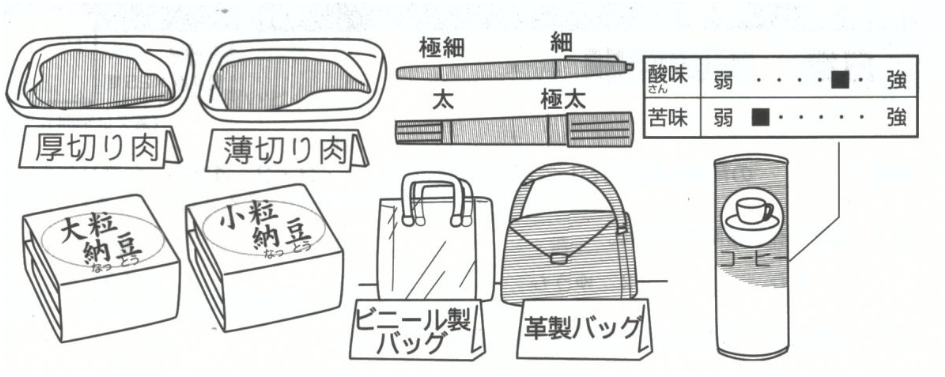 極細 細
太 極太
厚切り肉
薄切り肉
酸味 弱 ・・・・■・ 強
さん
苦味 弱 ■・・・・・ 強
大粒
納豆
なっとう
小粒
納豆
なっとう
ビニール製
バッグ
革製バッグ
コーヒー